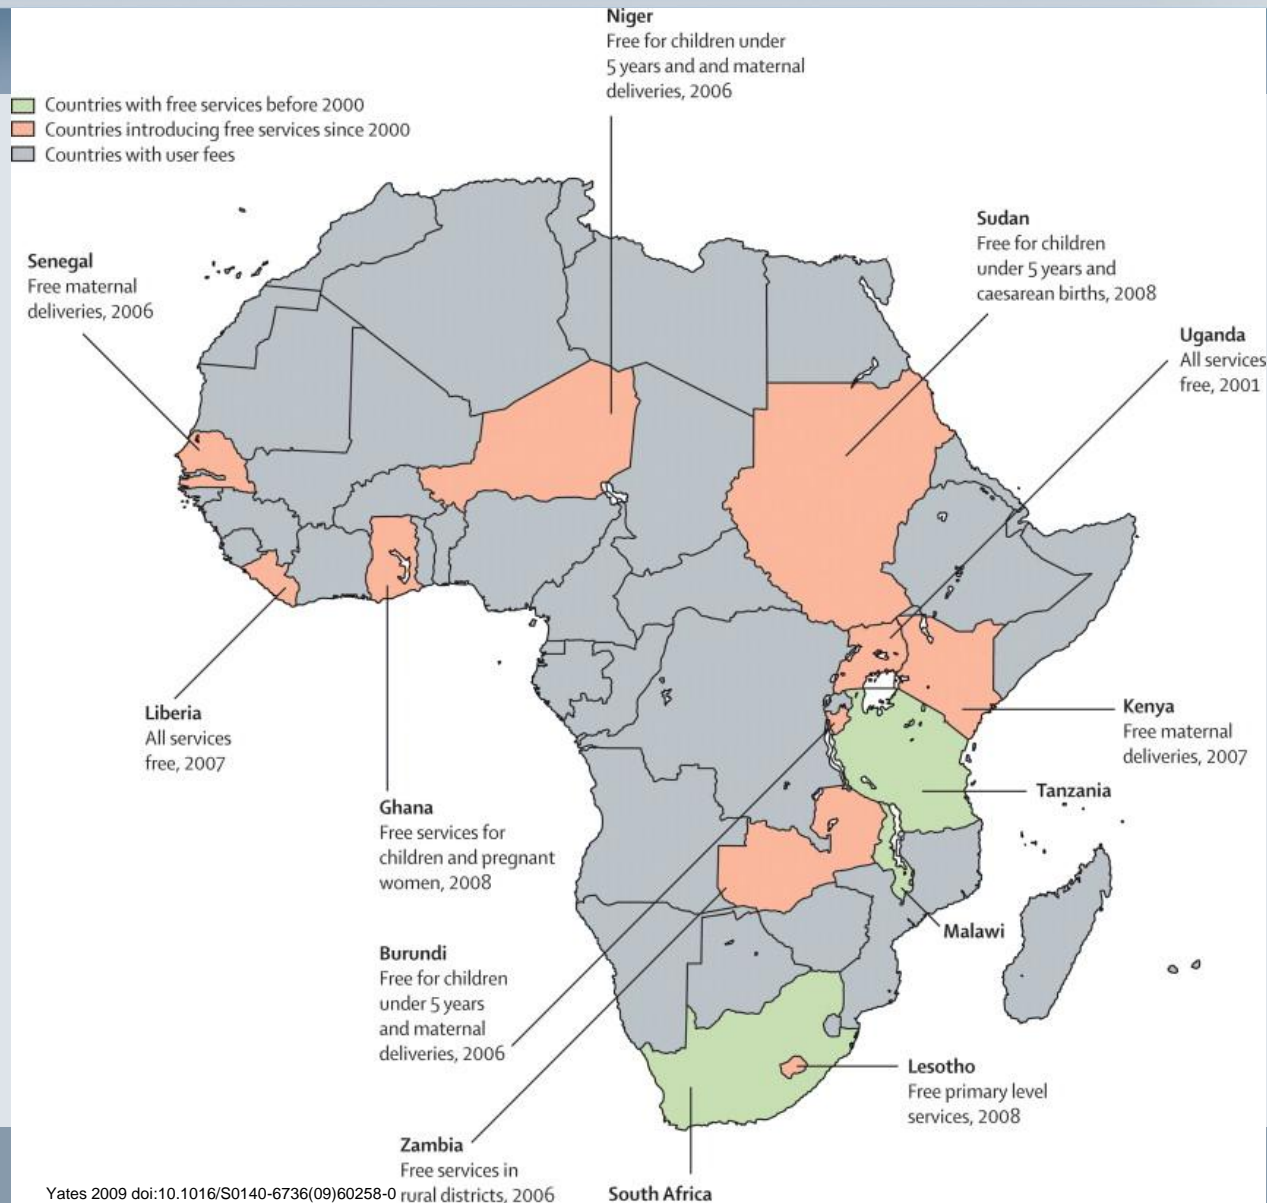 Niger
Free for children under
5 years and and maternal
deliveries, 2006
Countries with free services before 2000
Countries introducing free services since 2000
Countries with user fees
Sudan
Free for children
under 5 years and
caesarean births, 2008
Senegal
Free maternal
deliveries, 2006
Uganda
All services
free, 2001
Liberia
All services
free, 2007
Kenya
Free maternal
deliveries, 2007
Tanzania
Ghana
Free services for
children and pregnant
women, 2008
Malawi
Burundi
Free for children
under 5 years
and maternal
deliveries, 2006
Lesotho
Free primary level
services, 2008
Zambia
Free services in
rural districts, 2006
South Africa
Yates 2009 doi:10.1016/S0140-6736(09)60258-0